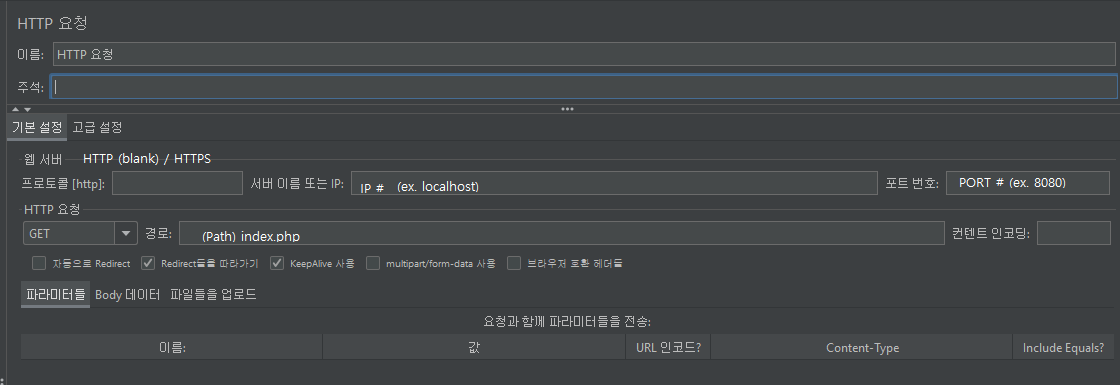 HTTP 요청
이름: HTTP 요청
주석:
기본 설정 고급 설정
웹 서버 HTTP (blank) / HTTPS
프로토콜 [http]: 서버 이름 또는 IP: IP # (ex. localhost) 포트 번호: PORT # (ex. 8080)
HTTP 요청
GET 경로: (Path) index.php 컨텐트 인코딩:
자동으로 Redirect Redirect들을 따라가기 KeepAlive 사용 multipart/form-data 사용 브라우저 호환 헤더들
파라미터들 Body 데이터 파일들을 업로드
요청과 함께 파라미터들을 전송:
이름: 값 URL 인코드? Content-Type Include Equals?